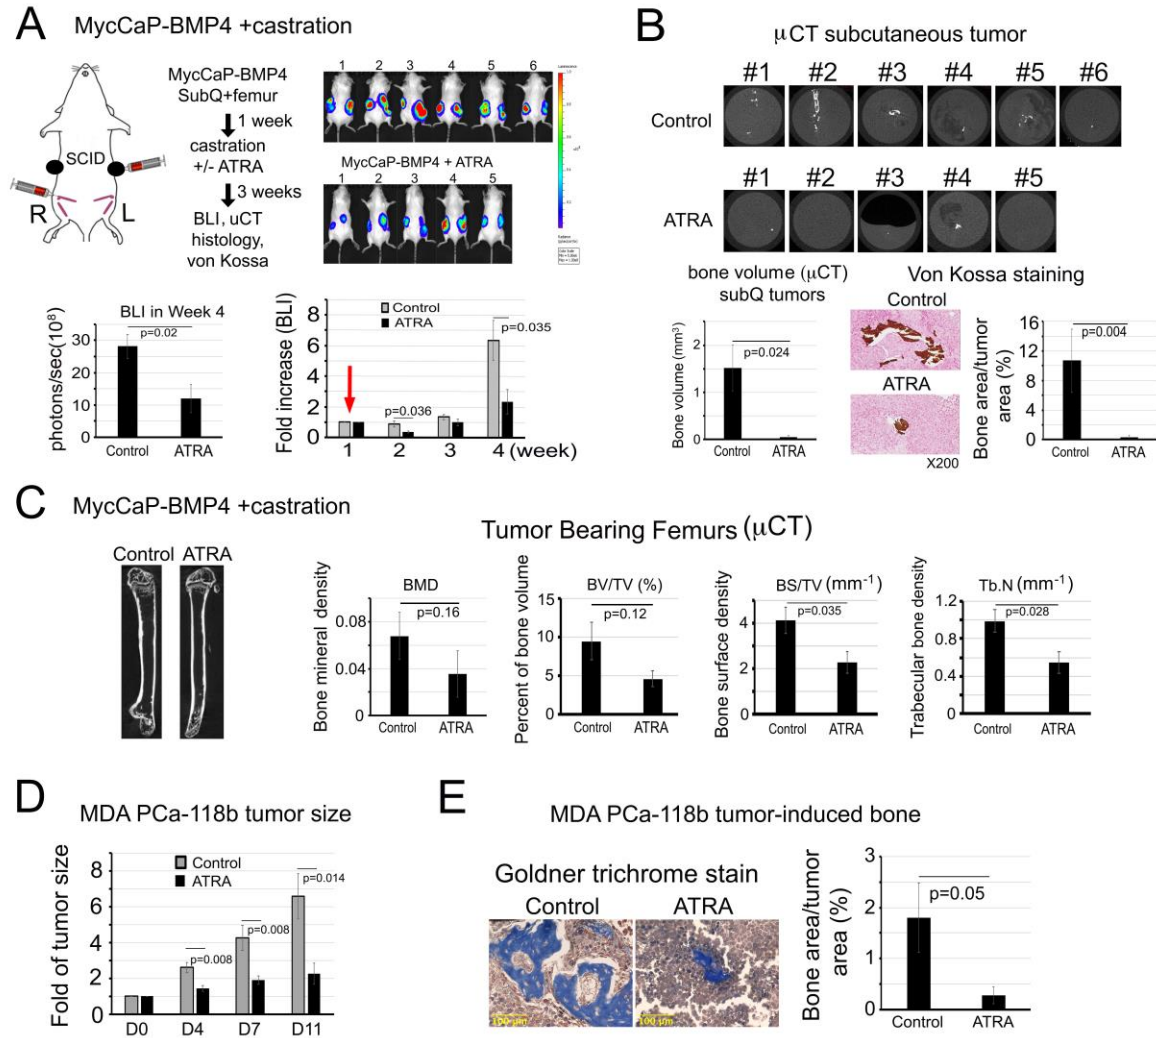 A
MycCaP-BMP4 +castration
MycCaP-BMP4
SubQ+femur
1 week
castration
+/- ATRA
3 weeks
BLI, uCT
histology,
von Kossa
SCID
R
L
1 2 3 4 5 6
MycCaP-BMP4 + ATRA
1 2 3 4 5
BLI in Week 4
p=0.02
photons/sec(10⁸)
30
20
10
0
Control ATRA
Fold increase (BLI)
Control
ATRA
p=0.035
p=0.036
8
6
4
2
0
1 2 3 4 (week)
B
μCT subcutaneous tumor
#1 #2 #3 #4 #5 #6
Control
#1 #2 #3 #4 #5
ATRA
bone volume (μCT)
subQ tumors
Bone volume (mm³)
2
1
0
p=0.024
Control ATRA
Von Kossa staining
Control
ATRA
X200
Bone area/tumor
area (%)
16
12
8
4
0
p=0.004
Control ATRA
C
MycCaP-BMP4 +castration
Control ATRA
Tumor Bearing Femurs (μCT)
BMD
p=0.16
Bone mineral density
0.08
0.04
0
Control ATRA
BV/TV (%)
p=0.12
Percent of bone volume
15
10
5
0
Control ATRA
BS/TV (mm⁻¹)
p=0.035
Bone surface density
4
2
0
Control ATRA
Tb.N (mm⁻¹)
p=0.028
Trabecular bone density
1.2
0.8
0.4
0
Control ATRA
D
MDA PCa-118b tumor size
Fold of tumor size
Control
ATRA
p=0.014
p=0.008
p=0.008
8
6
4
2
0
D0 D4 D7 D11
E
MDA PCa-118b tumor-induced bone
Goldner trichrome stain
Control ATRA
100 μm
100 μm
Bone area/tumor
area (%)
3
2
1
0
p=0.05
Control ATRA